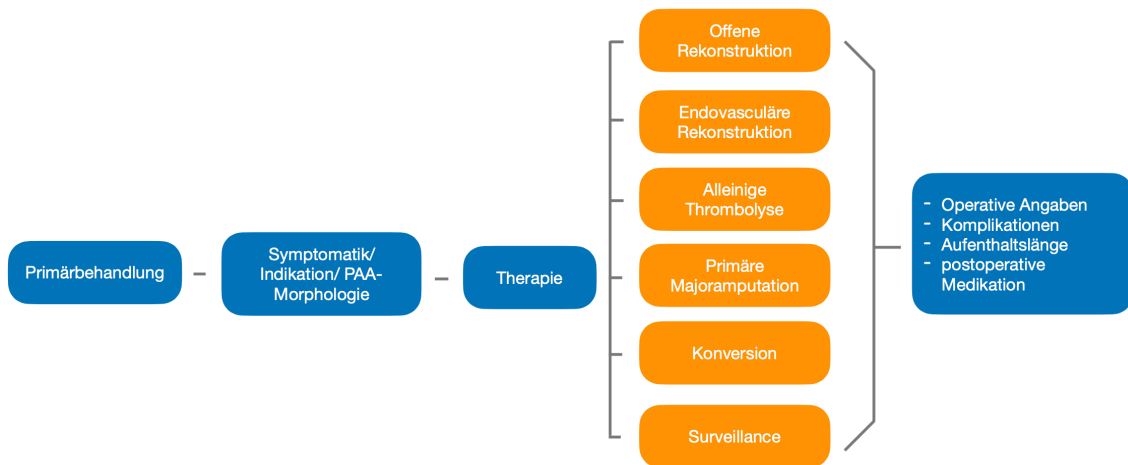 Primärbehandlung
Symptomatik/
Indikation/ PAA-
Morphologie
Therapie
Offene
Rekonstruktion
Endovasculäre
Rekonstruktion
Alleinige
Thrombolyse
Primäre
Majoramputation
Konversion
Surveillance
- Operative Angaben
- Komplikationen
- Aufenthaltslänge
- postoperative
Medikation